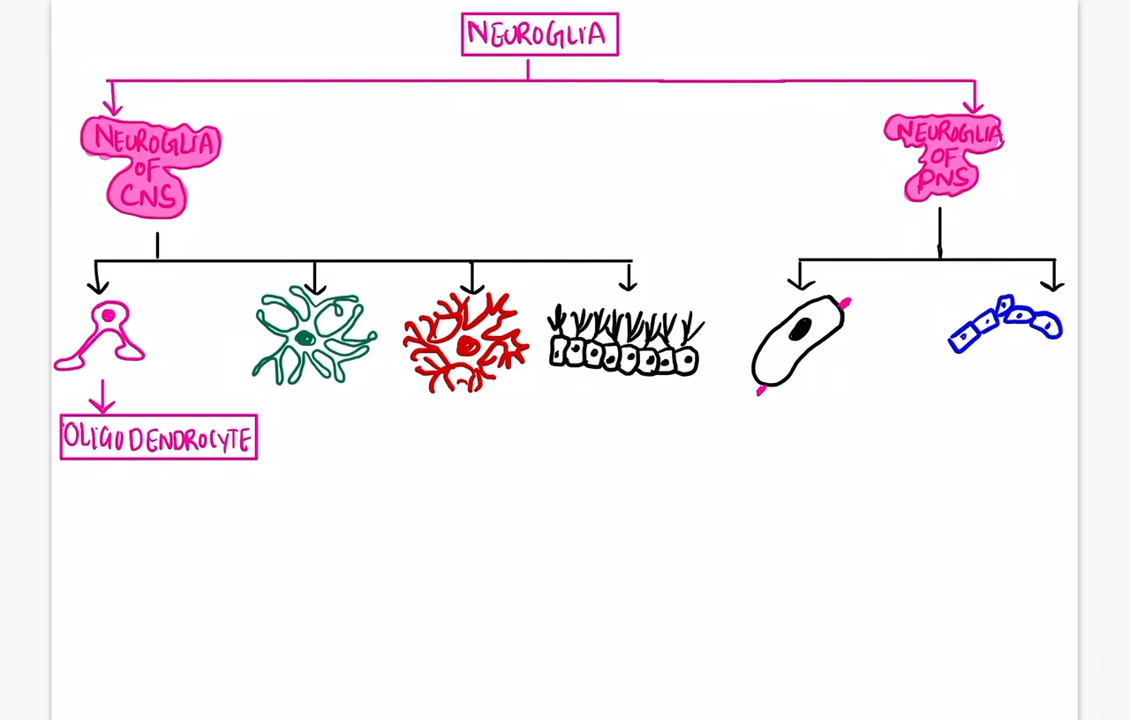 NEUROGLIA
NEUROGLIA
OF
CNS
NEUROGLIA
OF
PNS
OLIGODENDROCYTE